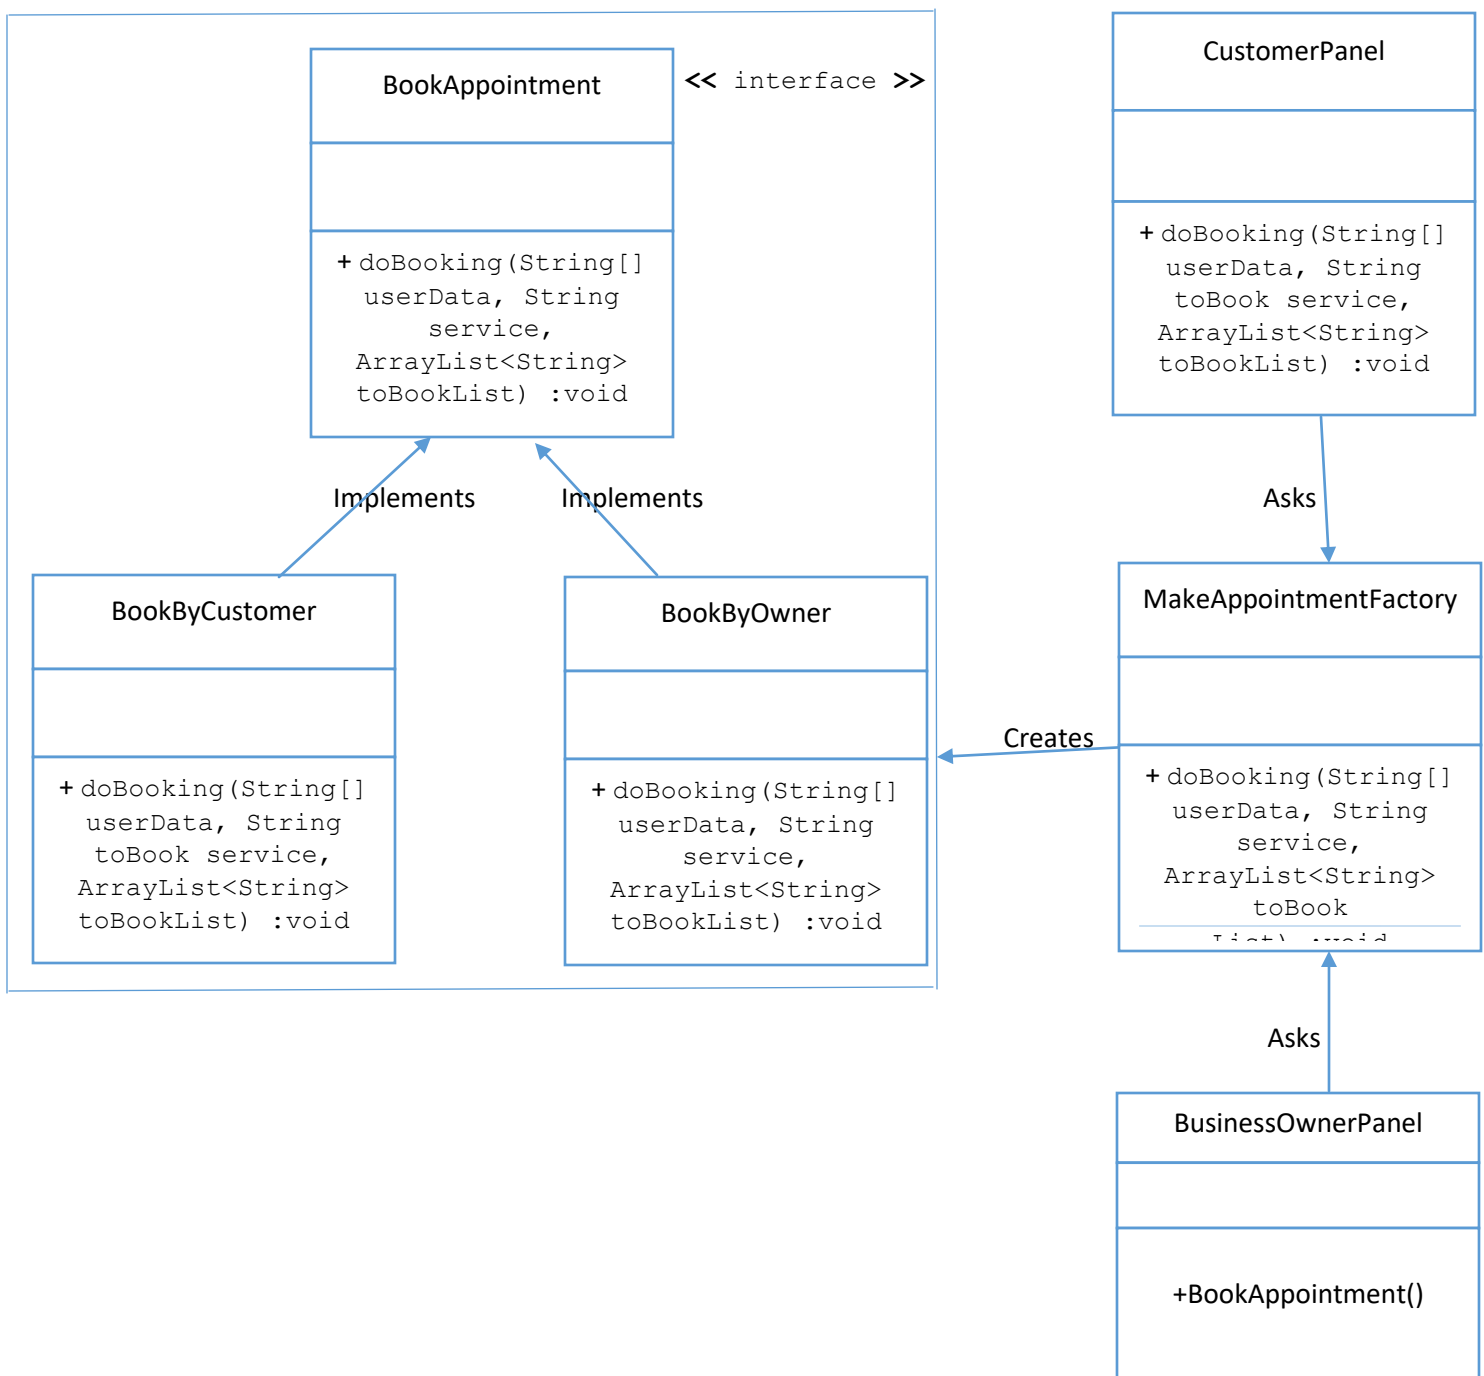 BookAppointment
<< interface >>
+ doBooking(String[]
userData, String
service,
ArrayList<String>
toBookList) :void
Implements
Implements
BookByCustomer
+ doBooking(String[]
userData, String
toBook service,
ArrayList<String>
toBookList) :void
BookByOwner
+ doBooking(String[]
userData, String
service,
ArrayList<String>
toBookList) :void
CustomerPanel
+ doBooking(String[]
userData, String
toBook service,
ArrayList<String>
toBookList) :void
Asks
MakeAppointmentFactory
Creates
+ doBooking(String[]
userData, String
service,
ArrayList<String>
toBook
List) :void
Asks
BusinessOwnerPanel
+BookAppointment()